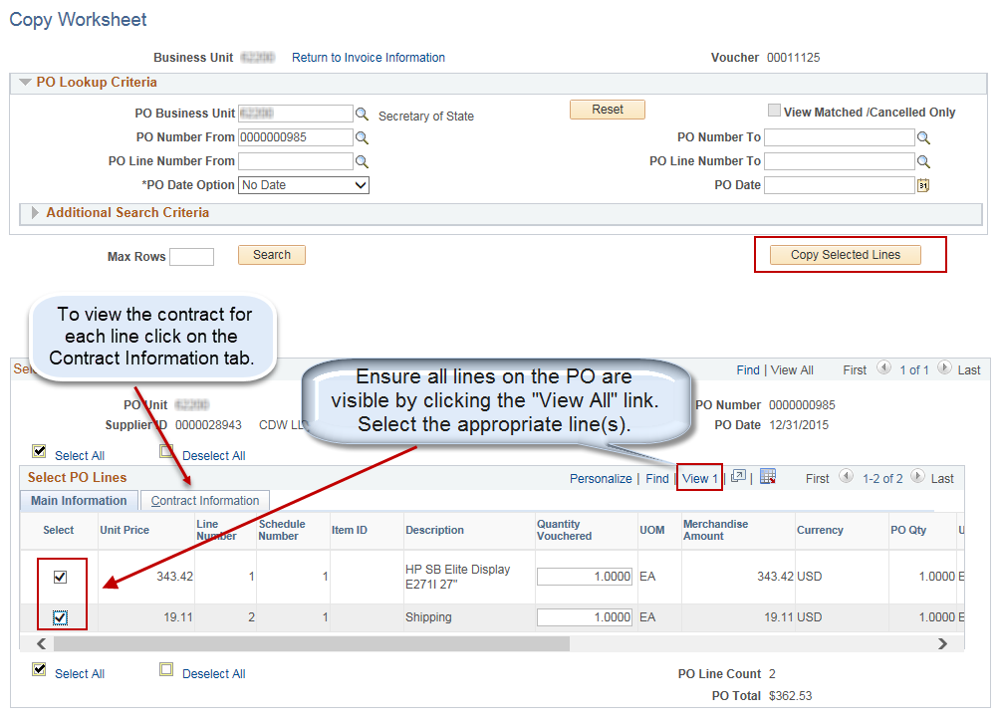 Copy Worksheet
Business Unit Return to Invoice Information Voucher 00011125
PO Lookup Criteria
PO Business Unit Secretary of State Reset View Matched /Cancelled Only
PO Number From 0000000985 PO Number To
PO Line Number From PO Line Number To
*PO Date Option No Date PO Date 31
Additional Search Criteria
Max Rows Search Copy Selected Lines
To view the contract for
each line click on the
Contract Information tab.
Ensure all lines on the PO are
visible by clicking the "View All" link.
Select the appropriate line(s).
Find | View All First 1 of 1 Last
PO Unit PO Number 0000000985
Supplier ID 0000028943 CDW PO Date 12/31/2015
Select All Deselect All
Select PO Lines Personalize | Find | View 1 | | First 1-2 of 2 Last
Main Information Contract Information
Select Unit Price Line Number Schedule Number Item ID Description Quantity Vouchered UOM Merchandise Amount Currency PO Qty U
343.42 1 1 HP SB Elite Display E271I 27" 1.0000 EA 343.42 USD 1.0000 E
19.11 2 1 Shipping 1.0000 EA 19.11 USD 1.0000 E
Select All Deselect All PO Line Count 2
PO Total $362.53